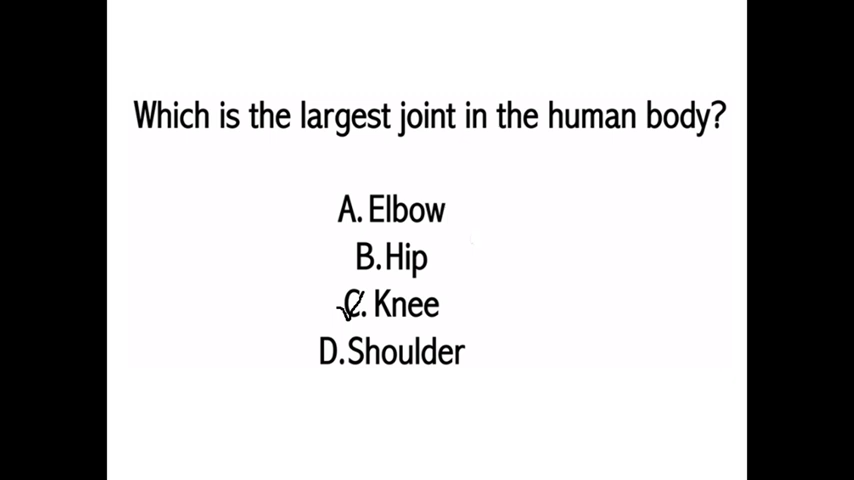 Which is the largest joint in the human body?
A. Elbow
B. Hip
C. Knee
D. Shoulder